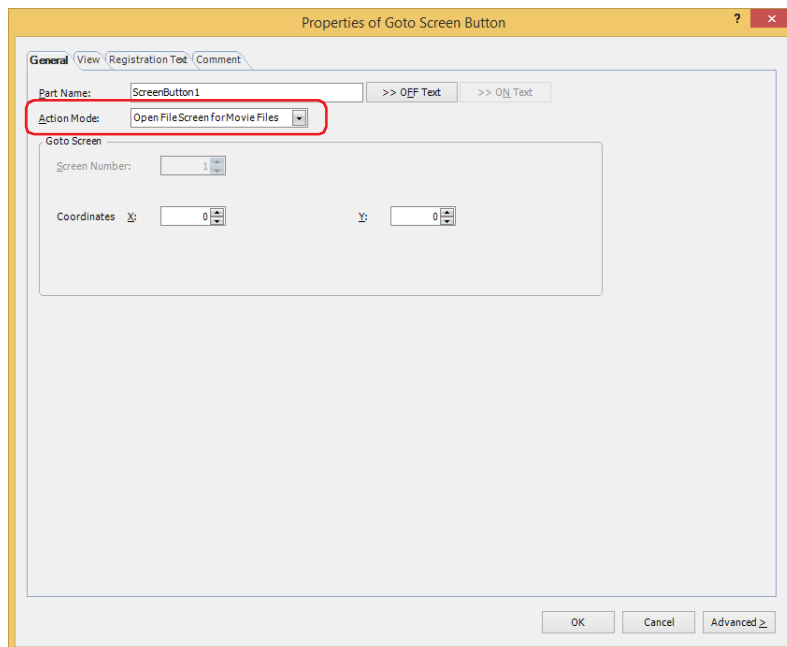 Properties of Goto Screen Button ? ×
General View Registration Text Comment
Part Name: ScreenButton1 >> OFF Text >> ON Text
Action Mode: Open File Screen for Movie Files
Goto Screen
Screen Number: 1
Coordinates X: 0 Y: 0
OK Cancel Advanced >